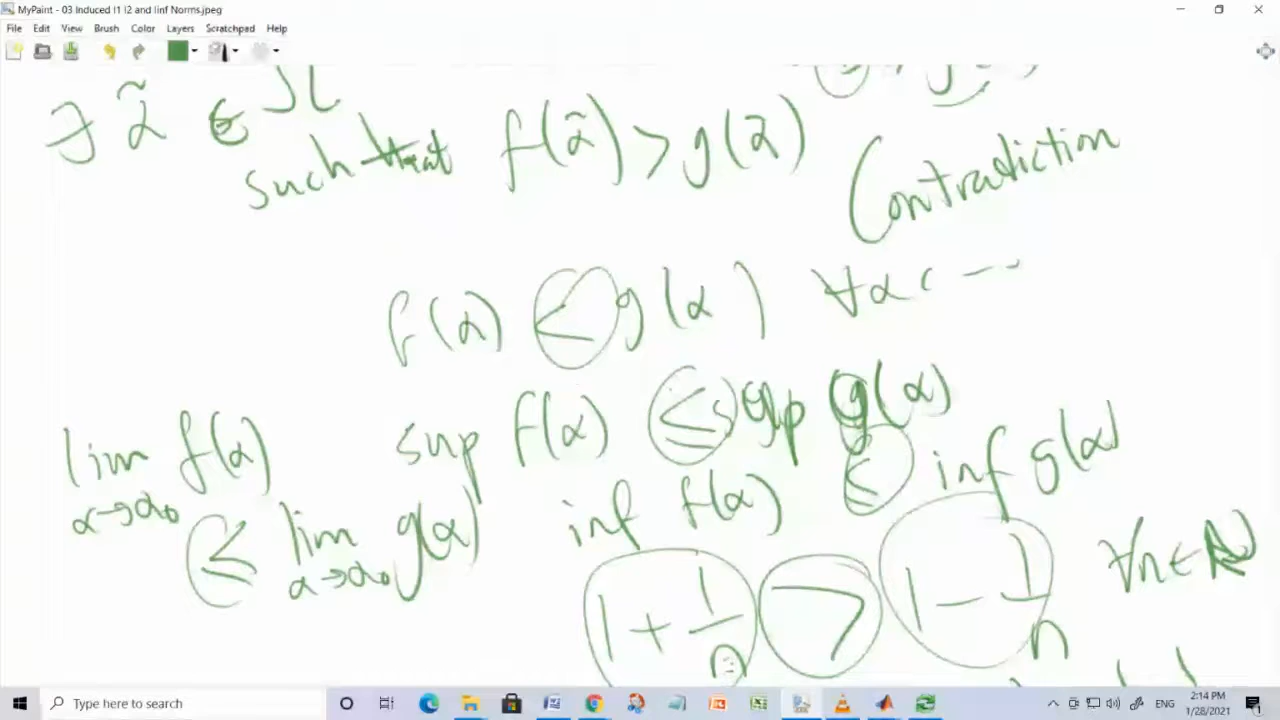 MyPaint - 03 Induced l1 l2 and linf Norms.jpeg
File Edit View Brush Color Layers Scratchpad Help
∃ α̃ ∈ Ω
such that f(α̃) > g(α̃)
Contradiction
f(α) < g(α) ∀α ∈ ---
sup f(α) ≤ sup g(α)
lim f(α)
α→α₀
inf f(α) ≤ inf g(α)
≤ lim g(α)
α→α₀
1 + 1/n > 1 - 1/n ∀n ∈ ℕ
Type here to search
ENG
2:14 PM
1/28/2021